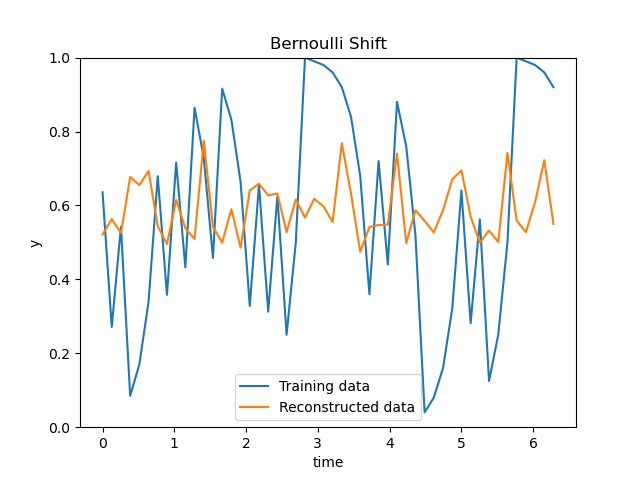 Bernoulli Shift
1.0
0.8
0.6
0.4
0.2
0.0
y
0 1 2 3 4 5 6
time
Training data
Reconstructed data